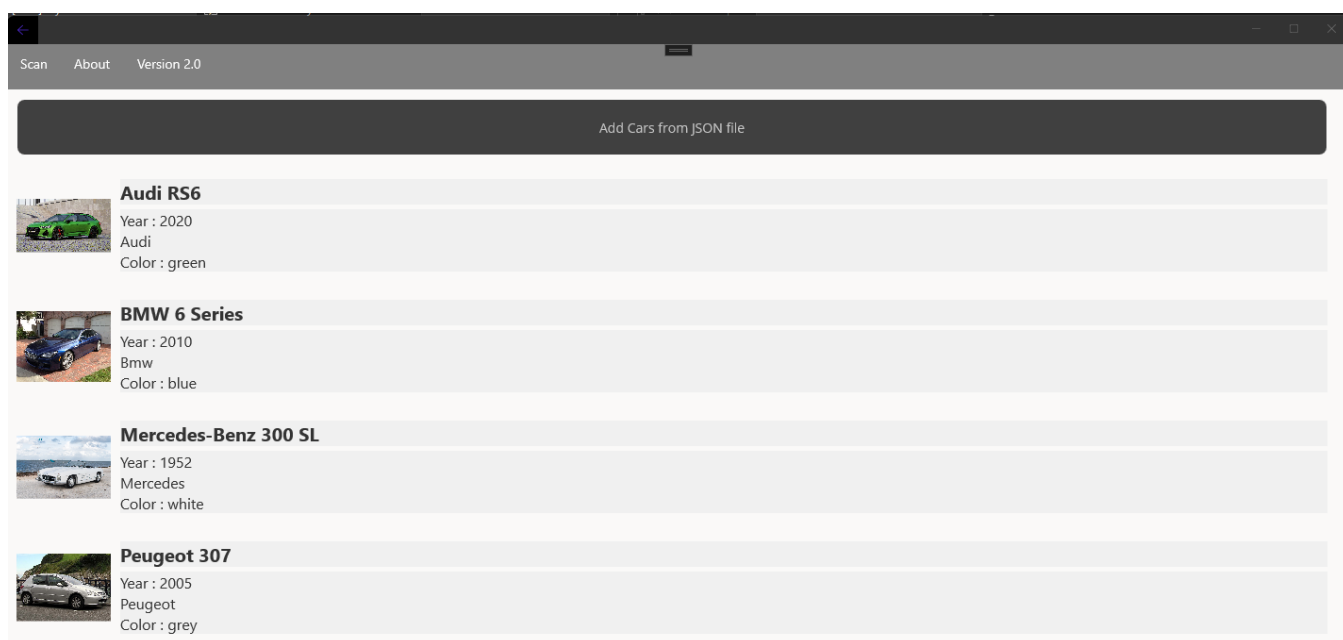 Scan About Version 2.0
Add Cars from JSON file
Audi RS6
Year : 2020
Audi
Color : green
BMW 6 Series
Year : 2010
Bmw
Color : blue
Mercedes-Benz 300 SL
Year : 1952
Mercedes
Color : white
Peugeot 307
Year : 2005
Peugeot
Color : grey